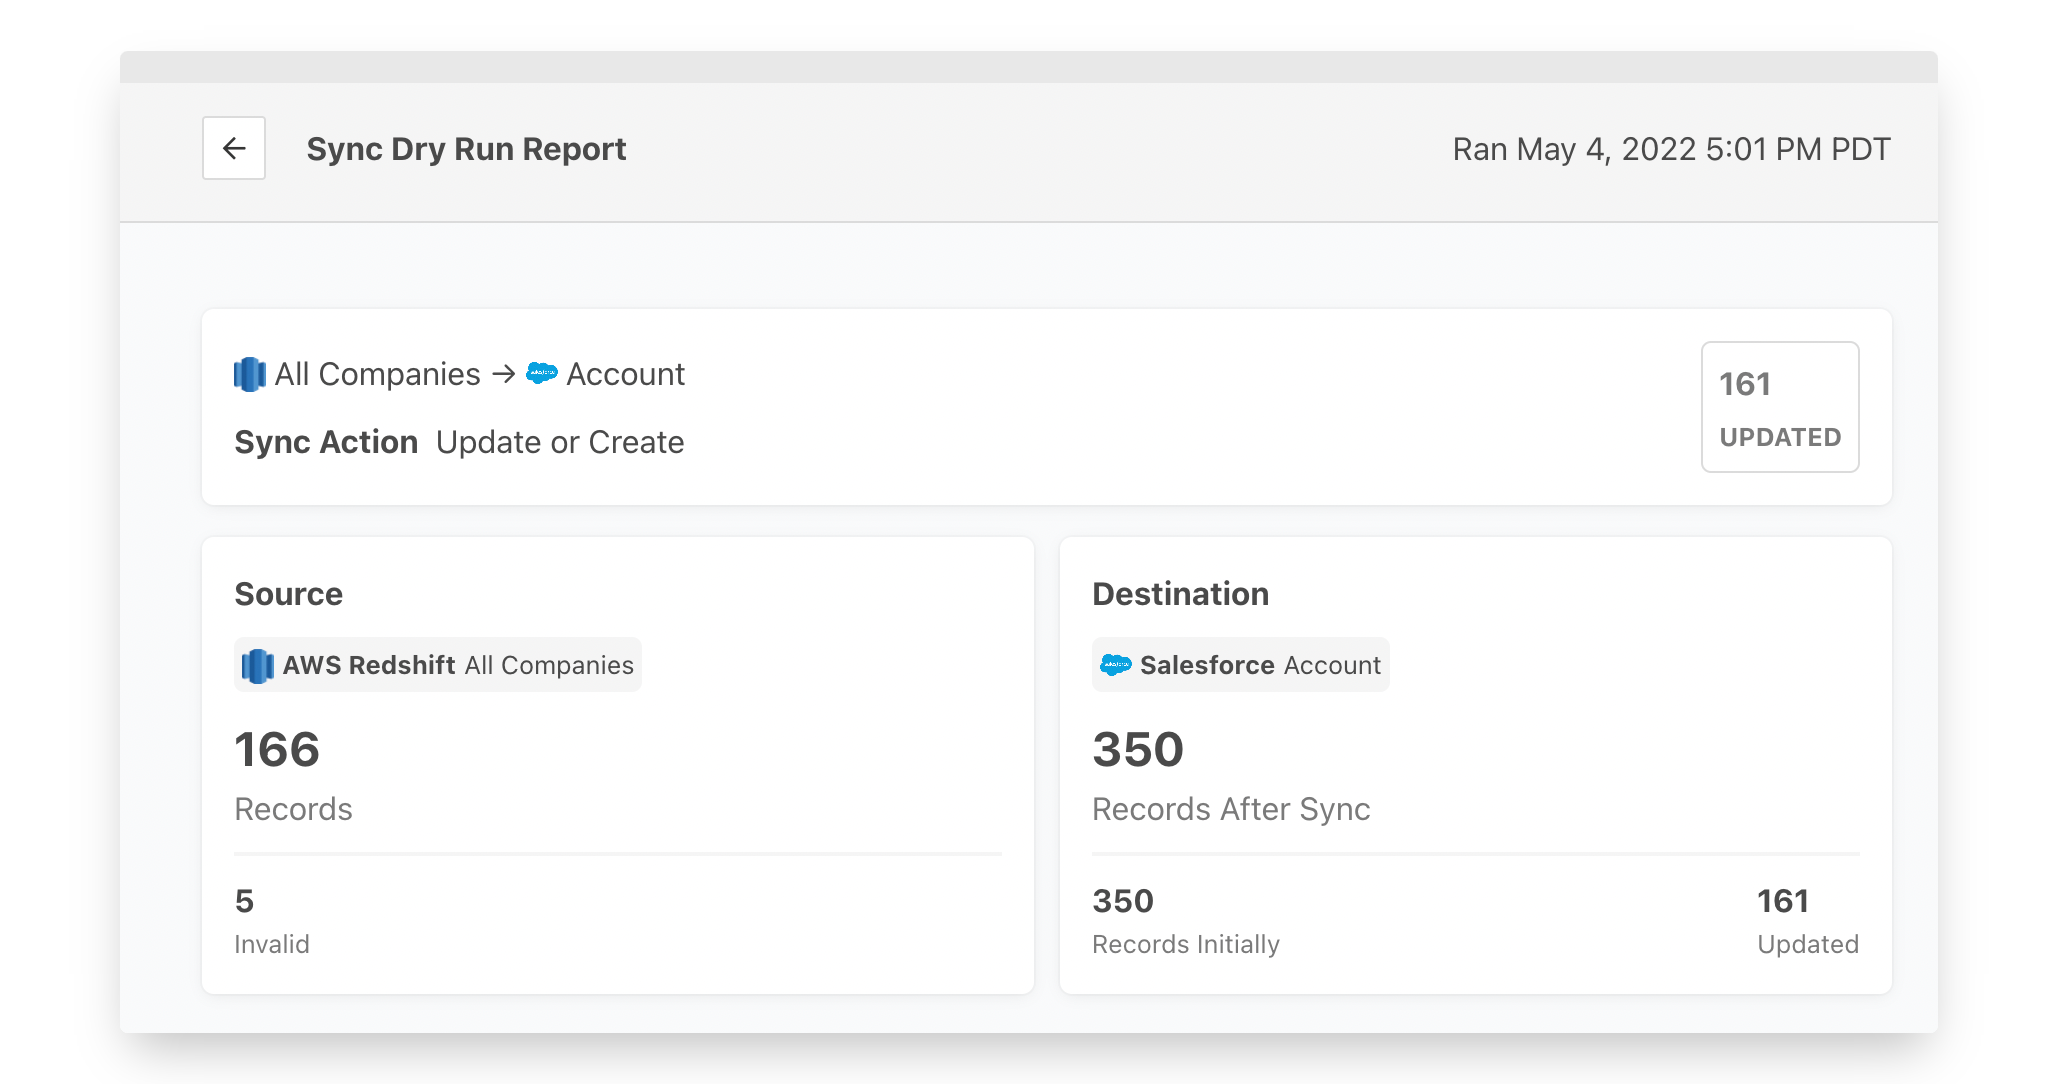 Sync Dry Run Report
Ran May 4, 2022 5:01 PM PDT
All Companies → salesforce Account
161
UPDATED
Sync Action Update or Create
Source
AWS Redshift All Companies
166
Records
5
Invalid
Destination
salesforce Salesforce Account
350
Records After Sync
350
Records Initially
161
Updated